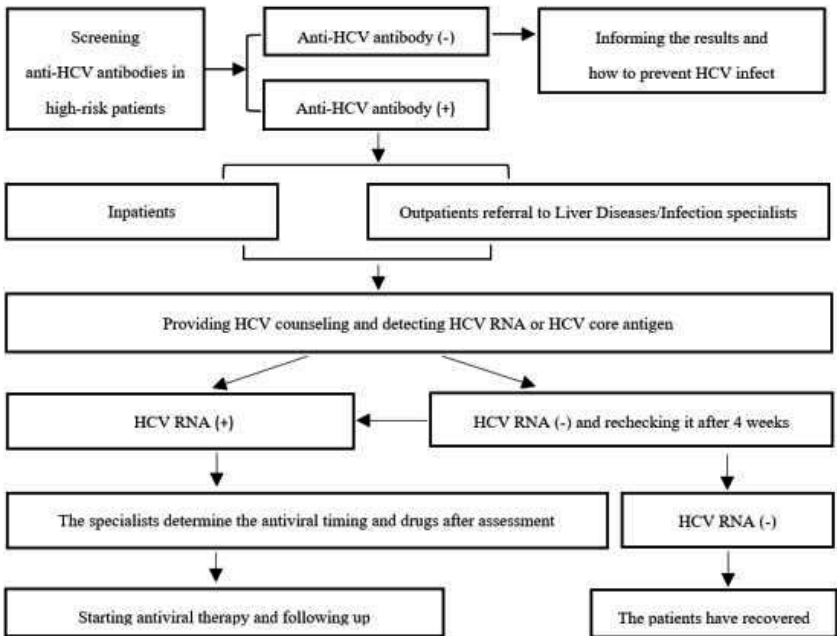 Screening
anti-HCV antibodies in
high-risk patients
Anti-HCV antibody (-)
Anti-HCV antibody (+)
Informing the results and
how to prevent HCV infect
Inpatients
Outpatients referral to Liver Diseases/Infection specialists
Providing HCV counseling and detecting HCV RNA or HCV core antigen
HCV RNA (+)
HCV RNA (-) and rechecking it after 4 weeks
The specialists determine the antiviral timing and drugs after assessment
HCV RNA (-)
Starting antiviral therapy and following up
The patients have recovered